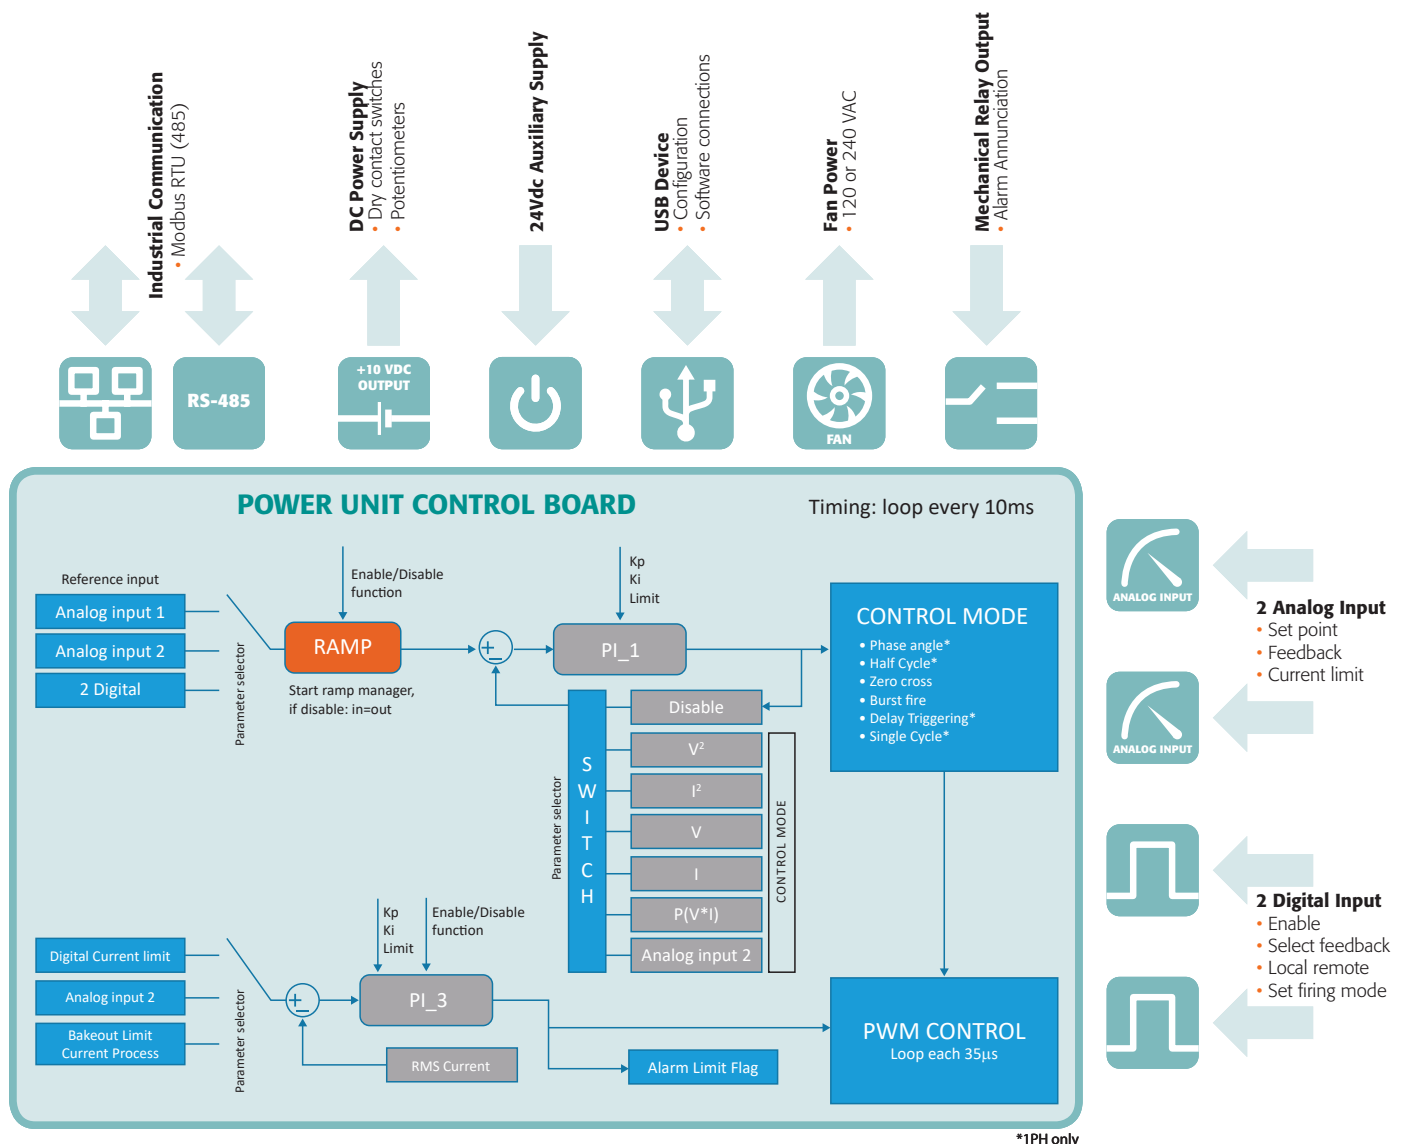 Industrial Communication
• Modbus RTU (485)
DC Power Supply
• Dry contact switches
• Potentiometers
24Vdc Auxiliary Supply
USB Device
• Configuration
• Software connections
Fan Power
• 120 or 240 VAC
Mechanical Relay Output
• Alarm Annunciation
RS-485
+10 VDC
OUTPUT
FAN
POWER UNIT CONTROL BOARD
Timing: loop every 10ms
Reference input
Analog input 1
Analog input 2
2 Digital
Parameter selector
Enable/Disable
function
RAMP
Start ramp manager,
if disable: in=out
+
–
Kp
Ki
Limit
PI_1
CONTROL MODE
• Phase angle*
• Half Cycle*
• Zero cross
• Burst fire
• Delay Triggering*
• Single Cycle*
Parameter selector
SWITCH
Disable
V²
I²
V
I
P(V*I)
Analog input 2
CONTROL MODE
Digital Current limit
Analog input 2
Bakeout Limit
Current Process
Parameter selector
+
–
Kp
Ki
Limit
Enable/Disable
function
PI_3
RMS Current
Alarm Limit Flag
PWM CONTROL
Loop each 35µs
ANALOG INPUT
ANALOG INPUT
2 Analog Input
• Set point
• Feedback
• Current limit
2 Digital Input
• Enable
• Select feedback
• Local remote
• Set firing mode
*1PH only